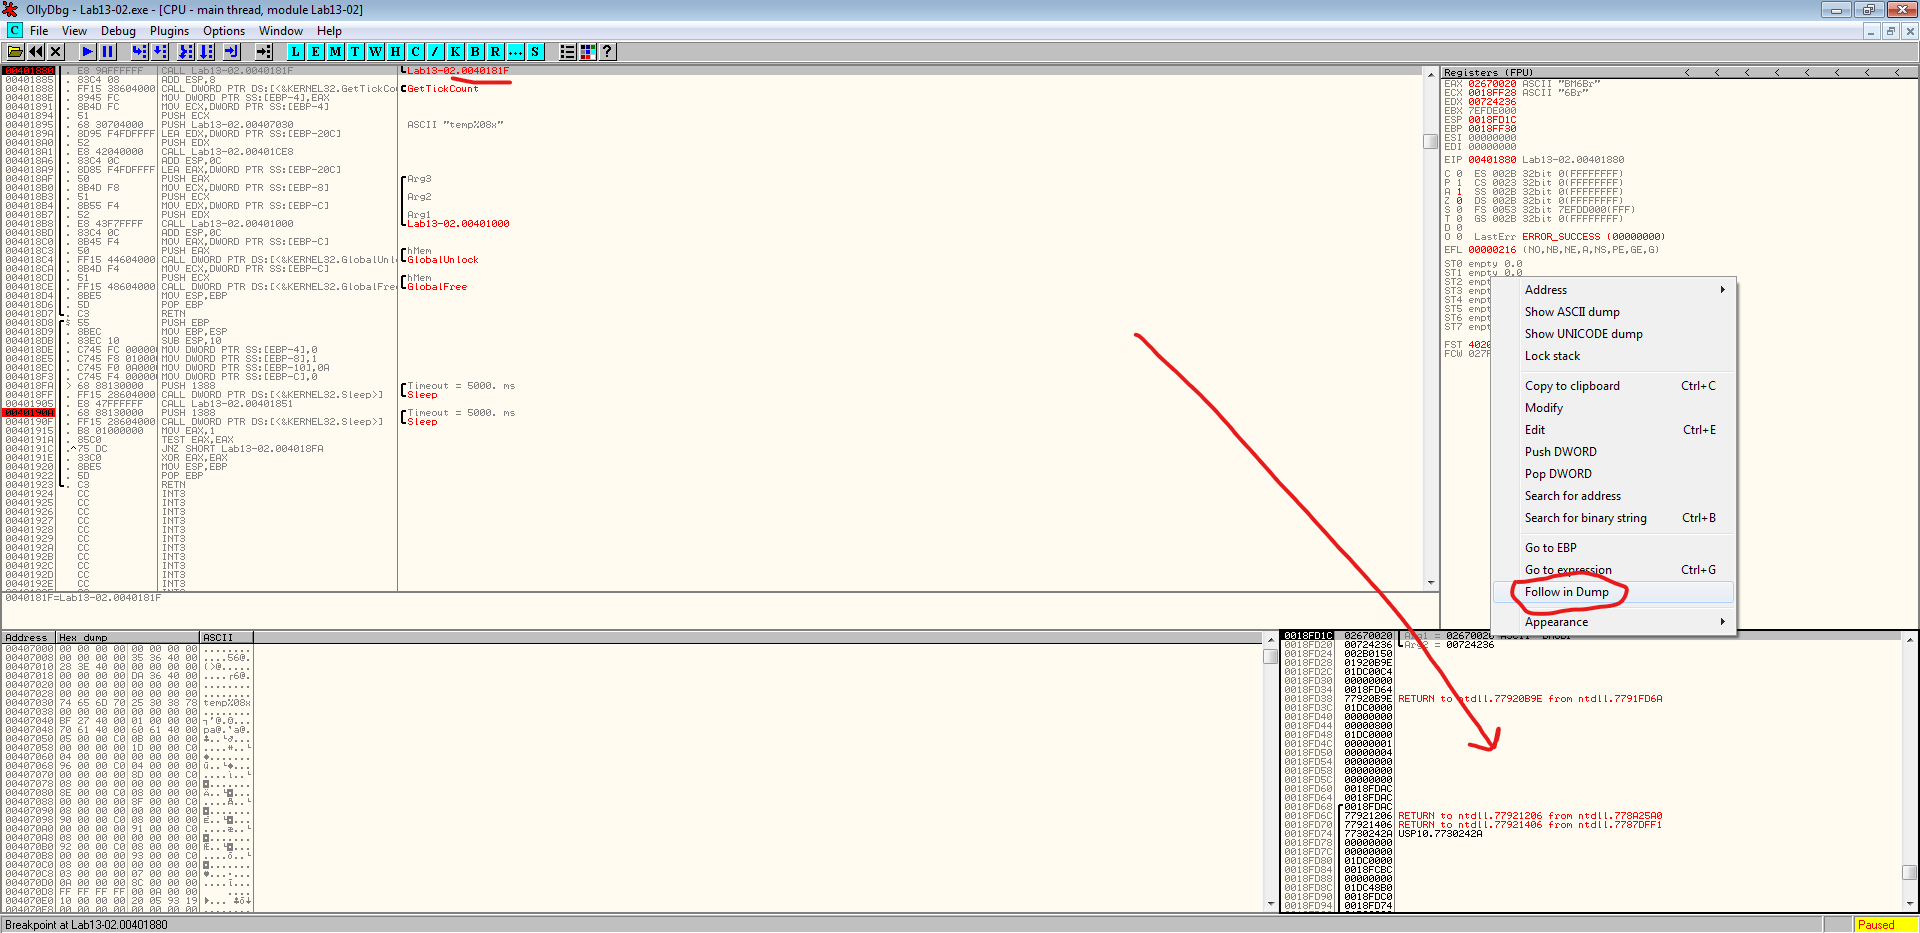 OllyDbg - Lab13-02.exe - [CPU - main thread, module Lab13-02]
C File View Debug Plugins Options Window Help
L E M T W H C / K B R ... S ?
00401880 . E8 9AFFFFFF CALL Lab13-02.0040181F Lab13-02.0040181F
00401885 . 83C4 08 ADD ESP,8
00401888 . FF15 38604000 CALL DWORD PTR DS:[<&KERNEL32.GetTickCou GetTickCount
0040188E . 8945 FC MOV DWORD PTR SS:[EBP-4],EAX
00401891 . 8B4D FC MOV ECX,DWORD PTR SS:[EBP-4]
00401894 . 51 PUSH ECX
00401895 . 68 30704000 PUSH Lab13-02.00407030 ASCII "temp%08x"
0040189A . 8D95 F4FDFFFF LEA EDX,DWORD PTR SS:[EBP-20C]
004018A0 . 52 PUSH EDX
004018A1 . E8 42040000 CALL Lab13-02.00401CE8
004018A6 . 83C4 0C ADD ESP,0C
004018A9 . 8D85 F4FDFFFF LEA EAX,DWORD PTR SS:[EBP-20C]
004018AF . 50 PUSH EAX Arg3
004018B0 . 8B4D F8 MOV ECX,DWORD PTR SS:[EBP-8]
004018B3 . 51 PUSH ECX Arg2
004018B4 . 8B55 F4 MOV EDX,DWORD PTR SS:[EBP-C]
004018B7 . 52 PUSH EDX Arg1
004018B8 . E8 43F7FFFF CALL Lab13-02.00401000 Lab13-02.00401000
004018BD . 83C4 0C ADD ESP,0C
004018C0 . 8B45 F4 MOV EAX,DWORD PTR SS:[EBP-C]
004018C3 . 50 PUSH EAX hMem
004018C4 . FF15 44604000 CALL DWORD PTR DS:[<&KERNEL32.GlobalUnl GlobalUnlock
004018CA . 8B4D F4 MOV ECX,DWORD PTR SS:[EBP-C]
004018CD . 51 PUSH ECX hMem
004018CE . FF15 48604000 CALL DWORD PTR DS:[<&KERNEL32.GlobalFre GlobalFree
004018D4 . 8BE5 MOV ESP,EBP
004018D6 . 5D POP EBP
004018D7 . C3 RETN
004018D8 $ 55 PUSH EBP
004018D9 . 8BEC MOV EBP,ESP
004018DB . 83EC 10 SUB ESP,10
004018DE . C745 FC 00000 MOV DWORD PTR SS:[EBP-4],0
004018E5 . C745 F8 01000 MOV DWORD PTR SS:[EBP-8],1
004018EC . C745 F0 0A000 MOV DWORD PTR SS:[EBP-10],0A
004018F3 . C745 F4 00000 MOV DWORD PTR SS:[EBP-C],0
004018FA > 68 88130000 PUSH 1388 Timeout = 5000. ms
004018FF . FF15 28604000 CALL DWORD PTR DS:[<&KERNEL32.Sleep>] Sleep
00401905 . E8 47FFFFFF CALL Lab13-02.00401851
0040190A . 68 88130000 PUSH 1388 Timeout = 5000. ms
0040190F . FF15 28604000 CALL DWORD PTR DS:[<&KERNEL32.Sleep>] Sleep
00401915 . B8 01000000 MOV EAX,1
0040191A . 85C0 TEST EAX,EAX
0040191C .^75 DC JNZ SHORT Lab13-02.004018FA
0040191E . 33C0 XOR EAX,EAX
00401920 . 8BE5 MOV ESP,EBP
00401922 . 5D POP EBP
00401923 . C3 RETN
00401924 CC INT3
00401925 CC INT3
00401926 CC INT3
00401927 CC INT3
00401928 CC INT3
00401929 CC INT3
0040192A CC INT3
0040192B CC INT3
0040192C CC INT3
0040192D CC INT3
0040192E CC INT3
0040181F=Lab13-02.0040181F
Registers (FPU) < < < < < < < <
EAX 02670020 ASCII "BM6Br"
ECX 0018FF28 ASCII "6Br"
EDX 00724236
EBX 7EFDE000
ESP 0018FD1C
EBP 0018FF30
ESI 00000000
EDI 00000000
EIP 00401880 Lab13-02.00401880
C 0 ES 002B 32bit 0(FFFFFFFF)
P 1 CS 0023 32bit 0(FFFFFFFF)
A 1 SS 002B 32bit 0(FFFFFFFF)
Z 0 DS 002B 32bit 0(FFFFFFFF)
S 0 FS 0053 32bit 7EFDD000(FFF)
T 0 GS 002B 32bit 0(FFFFFFFF)
D 0
O 0 LastErr ERROR_SUCCESS (00000000)
EFL 00000216 (NO,NB,NE,A,NS,PE,GE,G)
ST0 empty 0.0
ST1 empty 0.0
ST2 empt
ST3 empt
ST4 empt
ST5 empt
ST6 empt
ST7 empt
FST 4020
FCW 027F
Address
Show ASCII dump
Show UNICODE dump
Lock stack
Copy to clipboard Ctrl+C
Modify
Edit Ctrl+E
Push DWORD
Pop DWORD
Search for address
Search for binary string Ctrl+B
Go to EBP
Go to expression Ctrl+G
Follow in Dump
Appearance
Address Hex dump ASCII
00407000 00 00 00 00 00 00 00 00 ........
00407008 00 00 00 00 35 36 40 00 ....56@.
00407010 28 3E 40 00 00 00 00 00 (>@.....
00407018 00 00 00 00 DA 36 40 00 ....┌6@.
00407020 00 00 00 00 00 00 00 00 ........
00407028 00 00 00 00 00 00 00 00 ........
00407030 74 65 6D 70 25 30 38 78 temp%08x
00407038 00 00 00 00 00 00 00 00 ........
00407040 BF 27 40 00 01 00 00 00
00407048 70 61 40 00 60 61 40 00 pa@.`a@.
00407050 05 00 00 C0 0B 00 00 00
00407058 00 00 00 00 1D 00 00 C0
00407060 04 00 00 00 00 00 00 00
00407068 96 00 00 C0 04 00 00 00
00407070 00 00 00 00 8D 00 00 C0
00407078 08 00 00 00 00 00 00 00
00407080 8E 00 00 C0 08 00 00 00
00407088 00 00 00 00 8F 00 00 C0
00407090 08 00 00 00 00 00 00 00
00407098 90 00 00 C0 08 00 00 00
004070A0 00 00 00 00 91 00 00 C0
004070A8 08 00 00 00 00 00 00 00
004070B0 92 00 00 C0 08 00 00 00
004070B8 00 00 00 00 93 00 00 C0
004070C0 08 00 00 00 00 00 00 00
004070C8 03 00 00 00 07 00 00 00
004070D0 0A 00 00 00 8C 00 00 00
004070D8 FF FF FF FF 00 0A 00 00
004070E0 10 00 00 00 20 05 93 19
004070E8 00 00 00 00 00 00 00 00
0018FD1C 02670020
0018FD20 00724236 Arg2 = 00724236
0018FD24 002B0150
0018FD28 01920B9E
0018FD2C 01DC00C4
0018FD30 00000000
0018FD34 0018FD64
0018FD38 77920B9E RETURN to ntdll.77920B9E from ntdll.7791FD6A
0018FD3C 01DC0000
0018FD40 00000000
0018FD44 00000800
0018FD48 01DC0000
0018FD4C 00000001
0018FD50 00000004
0018FD54 00000000
0018FD58 00000000
0018FD5C 00000000
0018FD60 0018FDAC
0018FD64 0018FDAC
0018FD68 0018FDAC
0018FD6C 77921206 RETURN to ntdll.77921206 from ntdll.778A25A0
0018FD70 77921406 RETURN to ntdll.77921406 from ntdll.7787DFF1
0018FD74 7730242A USP10.7730242A
0018FD78 00000000
0018FD7C 00000000
0018FD80 01DC0000
0018FD84 0018FCBC
0018FD88 00000000
0018FD8C 01DC48B0
0018FD90 0018FDC0
0018FD94 0018FD74
Breakpoint at Lab13-02.00401880
Paused